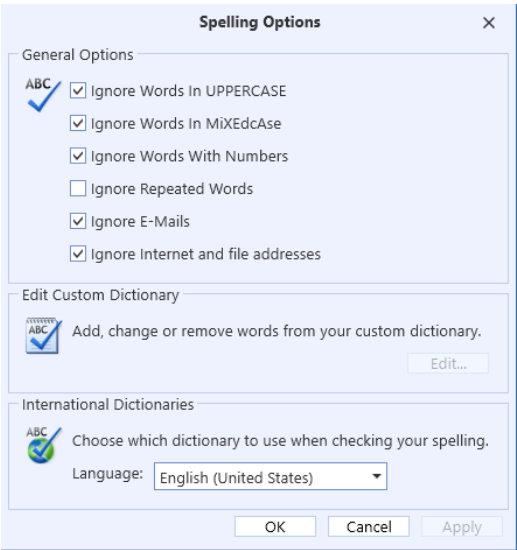 Spelling Options
General Options
ABC
Ignore Words In UPPERCASE
Ignore Words In MiXEdcAse
Ignore Words With Numbers
Ignore Repeated Words
Ignore E-Mails
Ignore Internet and file addresses
Edit Custom Dictionary
ABC
Add, change or remove words from your custom dictionary.
Edit...
International Dictionaries
ABC
Choose which dictionary to use when checking your spelling.
Language: English (United States)
OK Cancel Apply